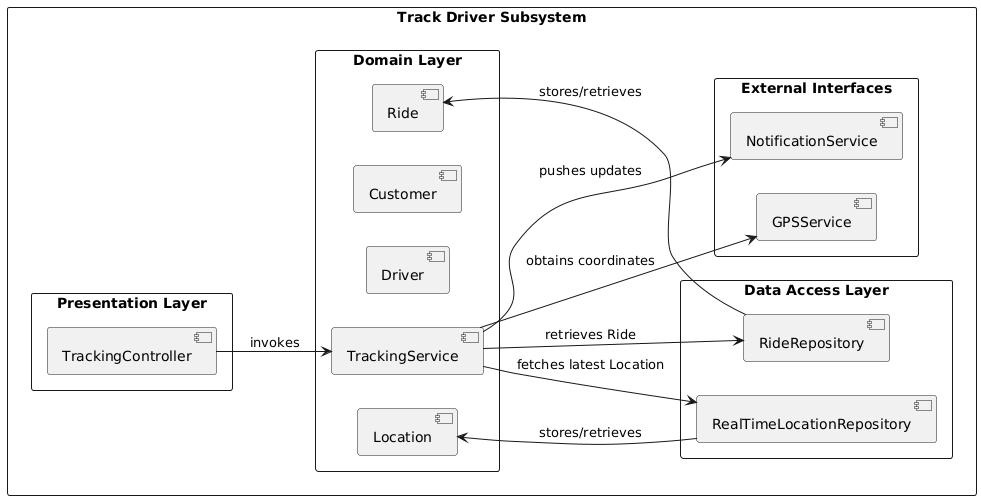 Track Driver Subsystem
Domain Layer
Ride
Customer
Driver
TrackingService
Location
Presentation Layer
TrackingController
invokes
stores/retrieves
pushes updates
obtains coordinates
retrieves Ride
fetches latest Location
stores/retrieves
External Interfaces
NotificationService
GPSService
Data Access Layer
RideRepository
RealTimeLocationRepository